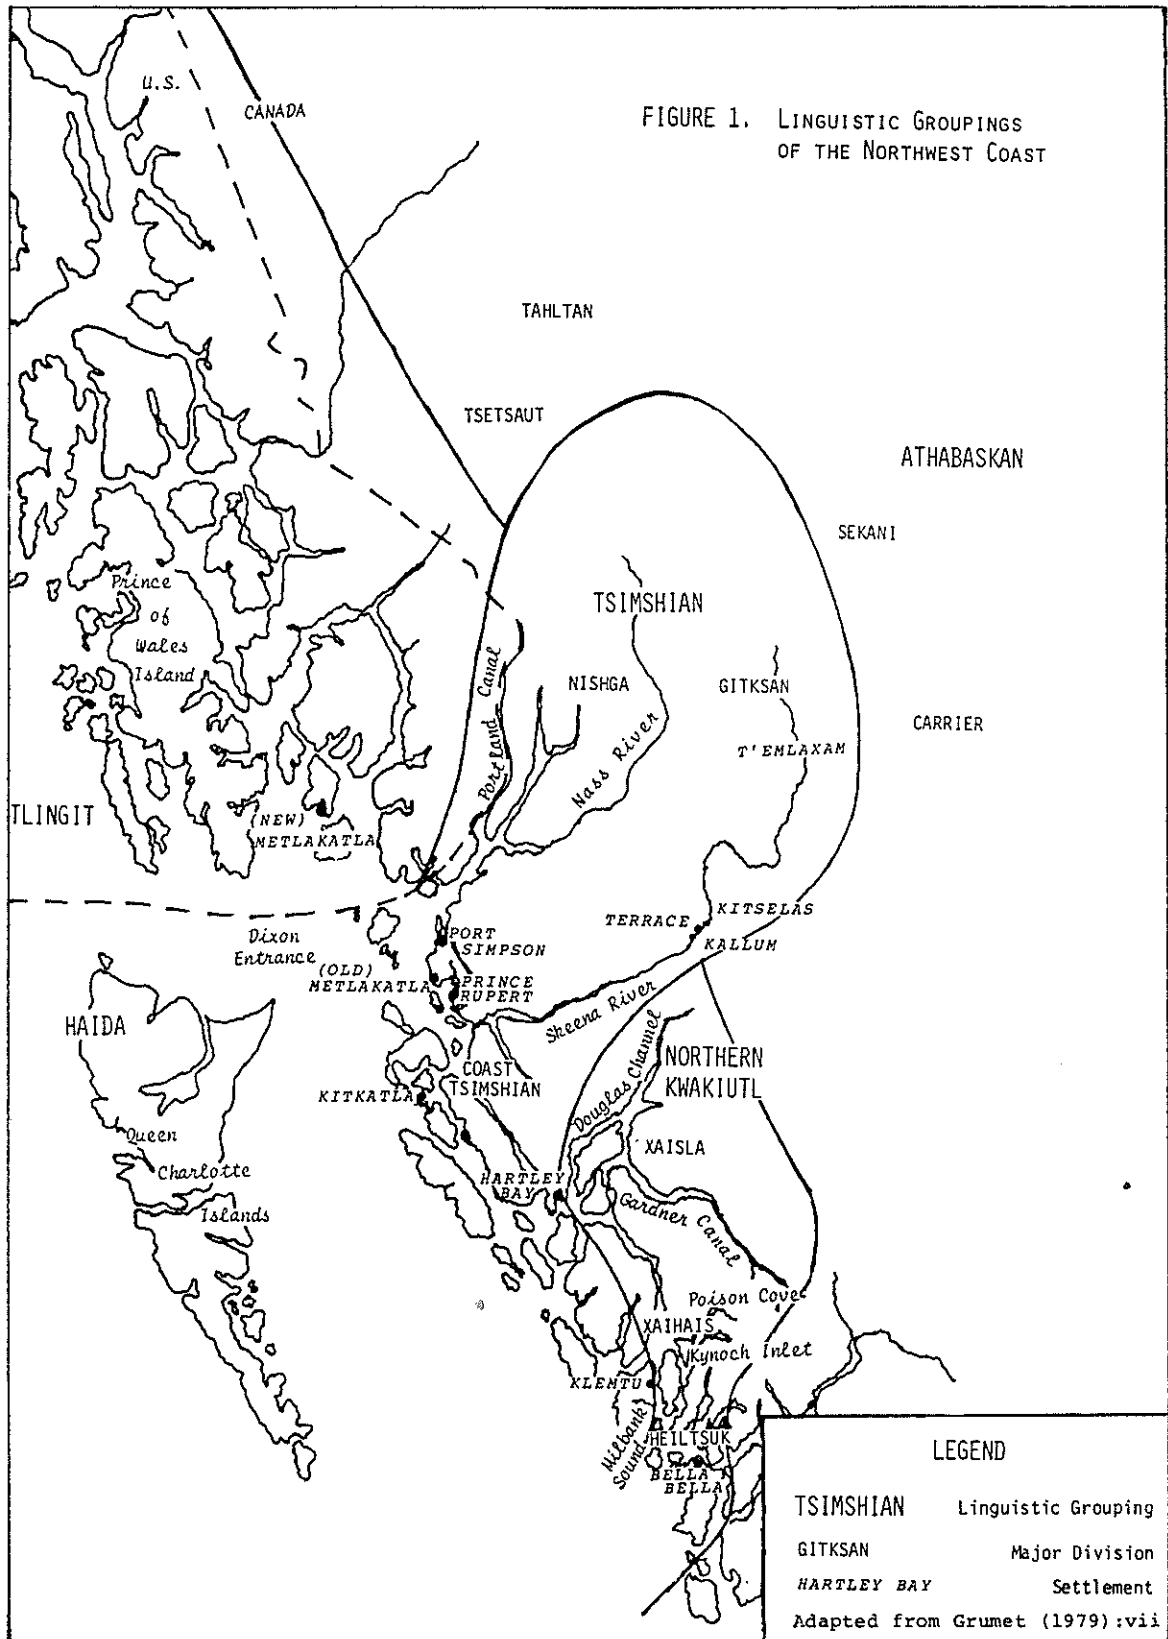 U.S.
CANADA
FIGURE 1. LINGUISTIC GROUPINGS
OF THE NORTHWEST COAST
TAHLTAN
TSETSAUT
ATHABASKAN
SEKANI
Prince
of
Wales
Island
TSIMSHIAN
Portland Canal
NISHGA
GITKSAN
Nass River
CARRIER
T'EMLAXAM
TLINGIT
(NEW)
METLAKATLA
Dixon
Entrance
PORT
SIMPSON
TERRACE
KITSELAS
KALLUM
(OLD)
METLAKATLA
PRINCE
RUPERT
Skeena River
HAIDA
COAST
TSIMSHIAN
NORTHERN
KWAKIUTL
KITKATLA
Douglas Channel
Queen
Charlotte
Islands
XAISLA
HARTLEY
BAY
Gardner Canal
Poison Cove
XAIHAIS
Kynoch Inlet
KLEMTU
Milbank
Sound
HEILTSUK
BELLA
BELLA
LEGEND
TSIMSHIAN Linguistic Grouping
GITKSAN Major Division
HARTLEY BAY Settlement
Adapted from Grumet (1979):vii